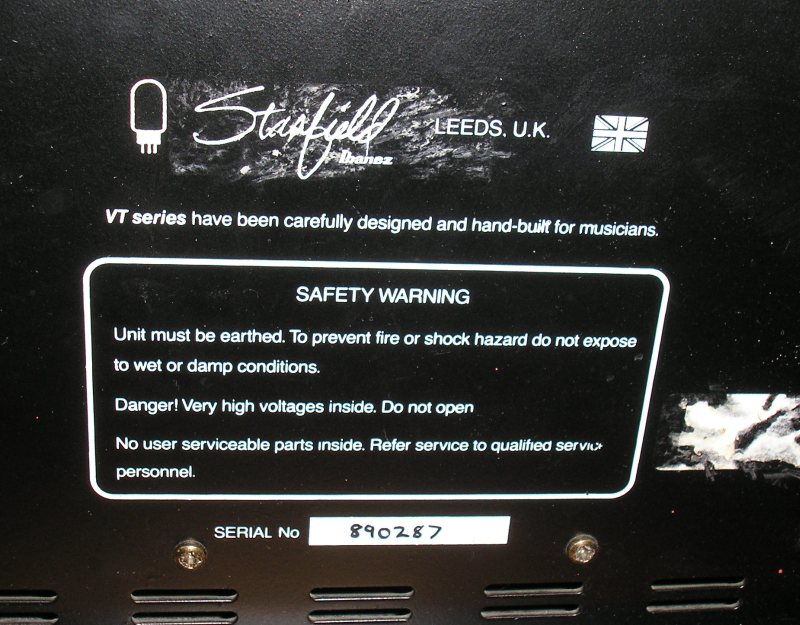 Stanfield
Ibanez
LEEDS, U.K.
VT series have been carefully designed and hand-built for musicians.
SAFETY WARNING
Unit must be earthed. To prevent fire or shock hazard do not expose
to wet or damp conditions.
Danger! Very high voltages inside. Do not open
No user serviceable parts inside. Refer service to qualified service
personnel.
SERIAL No 890287